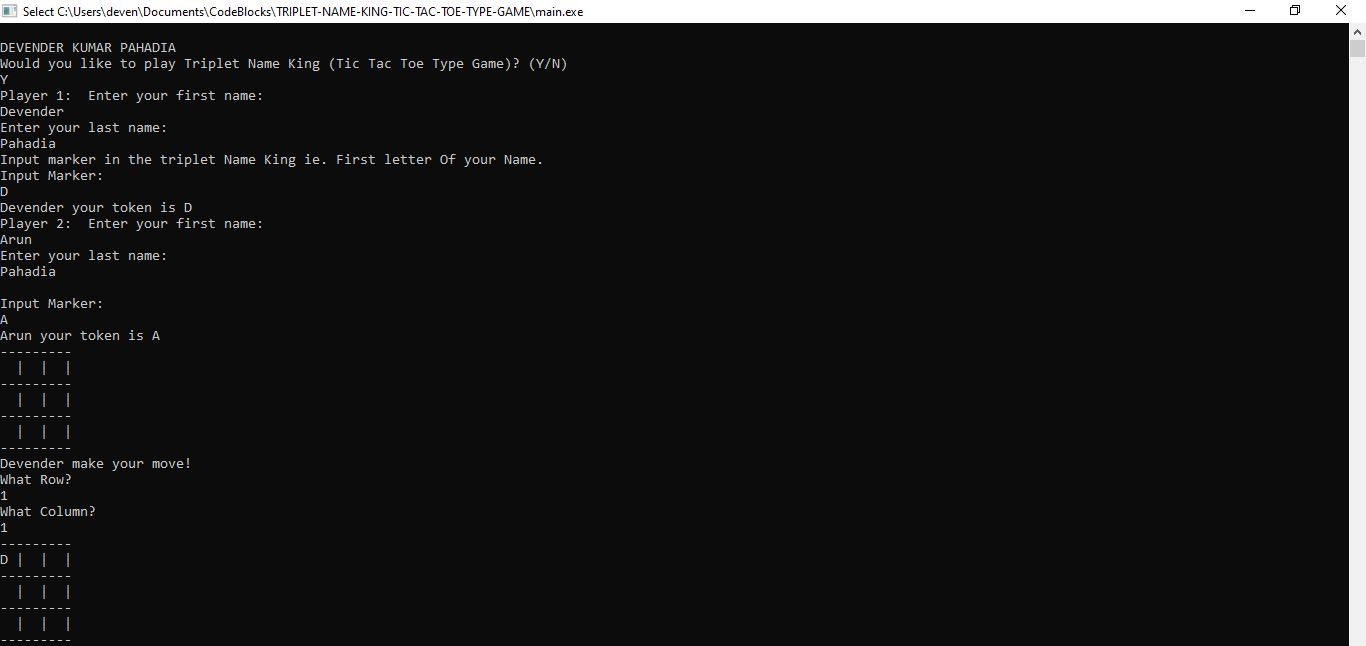 Select C:\Users\deven\Documents\CodeBlocks\TRIPLET-NAME-KING-TIC-TAC-TOE-TYPE-GAME\main.exe
DEVENDER KUMAR PAHADIA
Would you like to play Triplet Name King (Tic Tac Toe Type Game)? (Y/N)
Y
Player 1:  Enter your first name:
Devender
Enter your last name:
Pahadia
Input marker in the triplet Name King ie. First letter Of your Name.
Input Marker:
D
Devender your token is D
Player 2:  Enter your first name:
Arun
Enter your last name:
Pahadia
Input Marker:
A
Arun your token is A
---------
  |  |  |
---------
  |  |  |
---------
  |  |  |
---------
Devender make your move!
What Row?
1
What Column?
1
---------
D |  |  |
---------
  |  |  |
---------
  |  |  |
---------